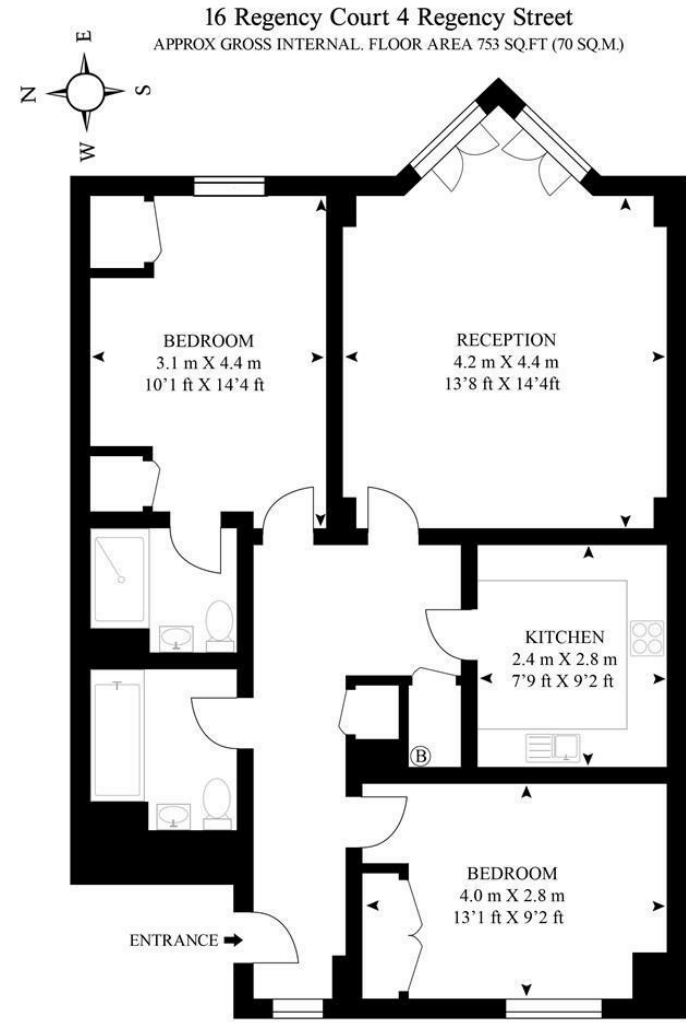 16 Regency Court 4 Regency Street
APPROX GROSS INTERNAL. FLOOR AREA 753 SQ.FT (70 SQ.M.)
E
N
S
W
BEDROOM
3.1 m X 4.4 m
10'1 ft X 14'4 ft
RECEPTION
4.2 m X 4.4 m
13'8 ft X 14'4ft
KITCHEN
2.4 m X 2.8 m
7'9 ft X 9'2 ft
B
BEDROOM
4.0 m X 2.8 m
13'1 ft X 9'2 ft
ENTRANCE